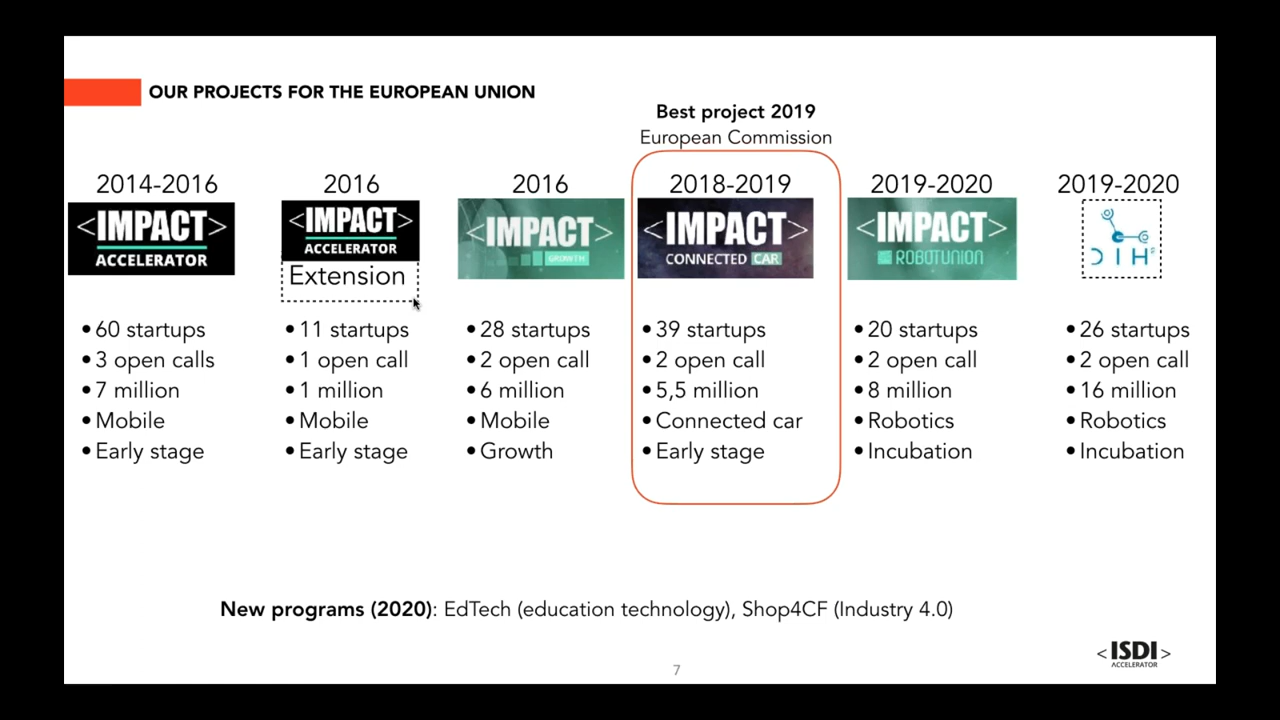 OUR PROJECTS FOR THE EUROPEAN UNION
Best project 2019
European Commission
2014-2016
<IMPACT>
ACCELERATOR
• 60 startups
• 3 open calls
• 7 million
• Mobile
• Early stage
2016
<IMPACT>
ACCELERATOR
Extension
• 11 startups
• 1 open call
• 1 million
• Mobile
• Early stage
2016
<IMPACT>
GROWTH
• 28 startups
• 2 open call
• 6 million
• Mobile
• Growth
2018-2019
<IMPACT>
CONNECTED CAR
• 39 startups
• 2 open call
• 5,5 million
• Connected car
• Early stage
2019-2020
<IMPACT>
ROBOTUNION
• 20 startups
• 2 open call
• 8 million
• Robotics
• Incubation
2019-2020
DIH²
• 26 startups
• 2 open call
• 16 million
• Robotics
• Incubation
New programs (2020): EdTech (education technology), Shop4CF (Industry 4.0)
<ISDI>
ACCELERATOR
7